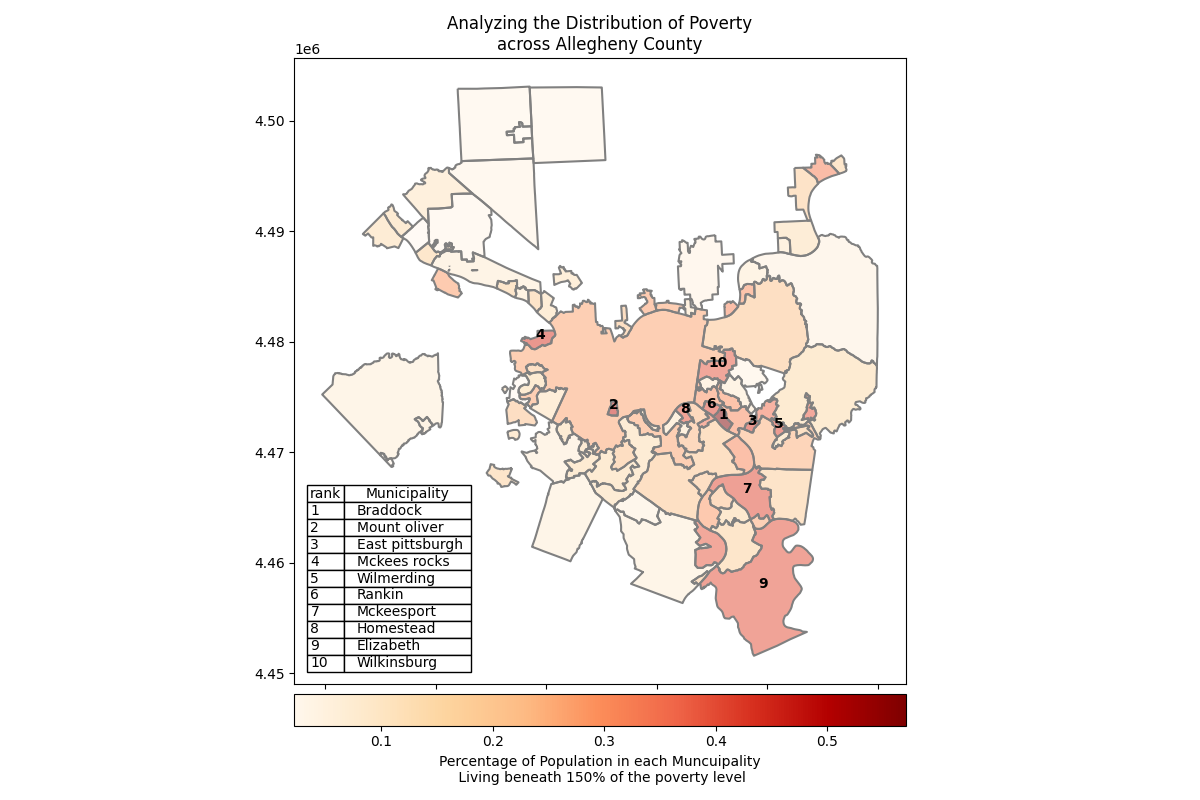 Analyzing the Distribution of Poverty
across Allegheny County
1e6
4.50
4.49
4.48
4.47
4.46
4.45
4
10
2
8
6
1
3
5
7
9
rank Municipality
1 Braddock
2 Mount oliver
3 East pittsburgh
4 Mckees rocks
5 Wilmerding
6 Rankin
7 Mckeesport
8 Homestead
9 Elizabeth
10 Wilkinsburg
0.1 0.2 0.3 0.4 0.5
Percentage of Population in each Muncuipality
Living beneath 150% of the poverty level